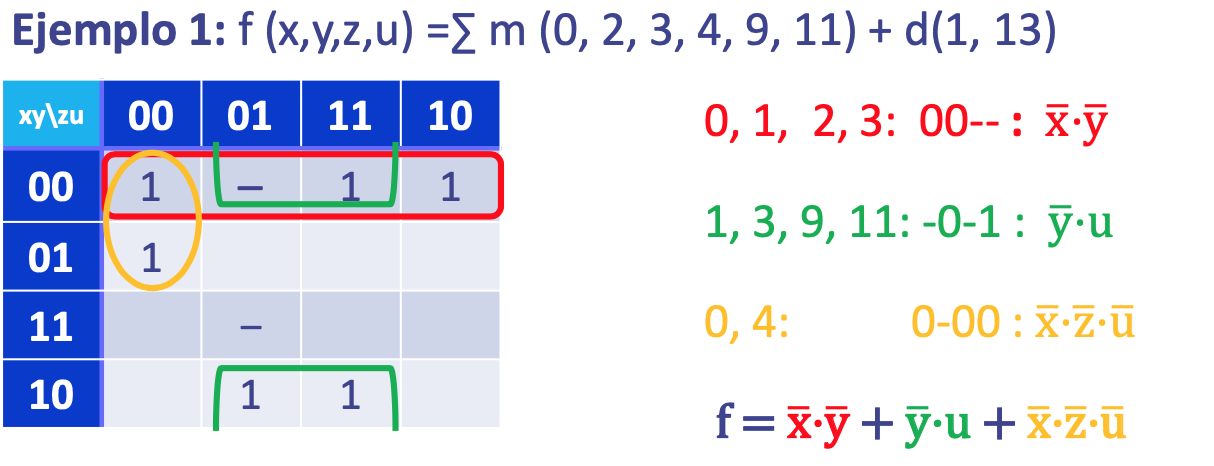 Ejemplo 1: f (x,y,z,u) =∑ m (0, 2, 3, 4, 9, 11) + d(1, 13)
xy\zu 00 01 11 10
00 1 – 1 1
01 1
11 –
10 1 1
0, 1, 2, 3: 00-- : x̅·y̅
1, 3, 9, 11: -0-1 : y̅·u
0, 4: 0-00 : x̅·z̅·u̅
f = x̅·y̅ + y̅·u + x̅·z̅·u̅